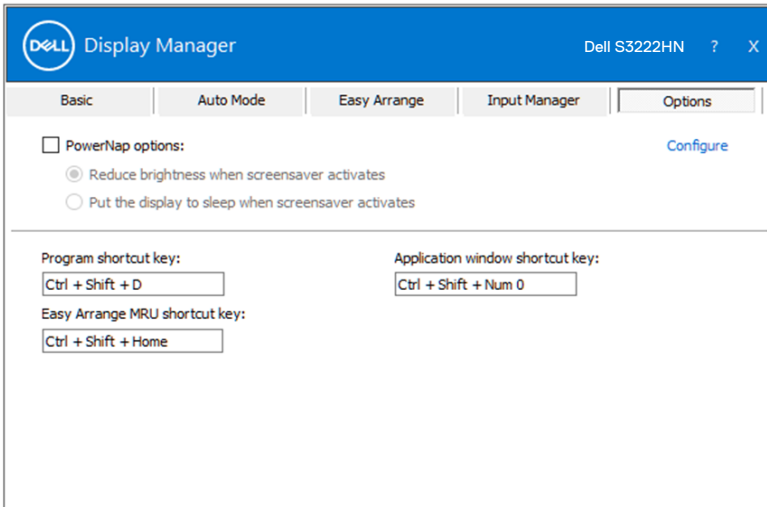 DELL Display Manager Dell S3222HN ? X
Basic Auto Mode Easy Arrange Input Manager Options
PowerNap options: Configure
Reduce brightness when screensaver activates
Put the display to sleep when screensaver activates
Program shortcut key: Application window shortcut key:
Ctrl + Shift + D Ctrl + Shift + Num 0
Easy Arrange MRU shortcut key:
Ctrl + Shift + Home